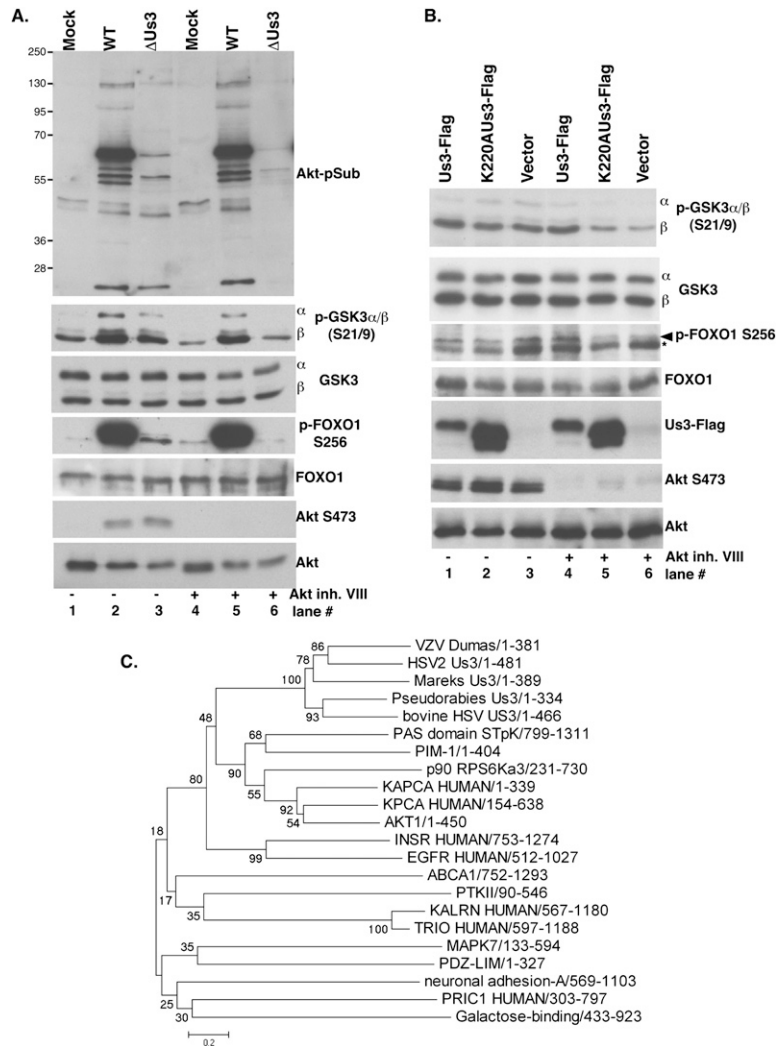 A.
Mock
WT
ΔUs3
Mock
WT
ΔUs3
250
130
95
70
55
36
28
Akt-pSub
α
β
p-GSK3α/β
(S21/9)
α
β
GSK3
p-FOXO1
S256
FOXO1
Akt S473
Akt
- - - + + + Akt inh. VIII
1 2 3 4 5 6 lane #
B.
Us3-Flag
K220AUs3-Flag
Vector
Us3-Flag
K220AUs3-Flag
Vector
α
β
p-GSK3α/β
(S21/9)
α
β
GSK3
p-FOXO1 S256
*
FOXO1
Us3-Flag
Akt S473
Akt
- - - + + + Akt inh. VIII
1 2 3 4 5 6 lane #
C.
86
78
100
93
48
68
90
55
92
54
80
99
18
17
35
100
35
25
30
VZV Dumas/1-381
HSV2 Us3/1-481
Mareks Us3/1-389
Pseudorabies Us3/1-334
bovine HSV US3/1-466
PAS domain STpK/799-1311
PIM-1/1-404
p90 RPS6Ka3/231-730
KAPCA HUMAN/1-339
KPCA HUMAN/154-638
AKT1/1-450
INSR HUMAN/753-1274
EGFR HUMAN/512-1027
ABCA1/752-1293
PTKII/90-546
KALRN HUMAN/567-1180
TRIO HUMAN/597-1188
MAPK7/133-594
PDZ-LIM/1-327
neuronal adhesion-A/569-1103
PRIC1 HUMAN/303-797
Galactose-binding/433-923
0.2